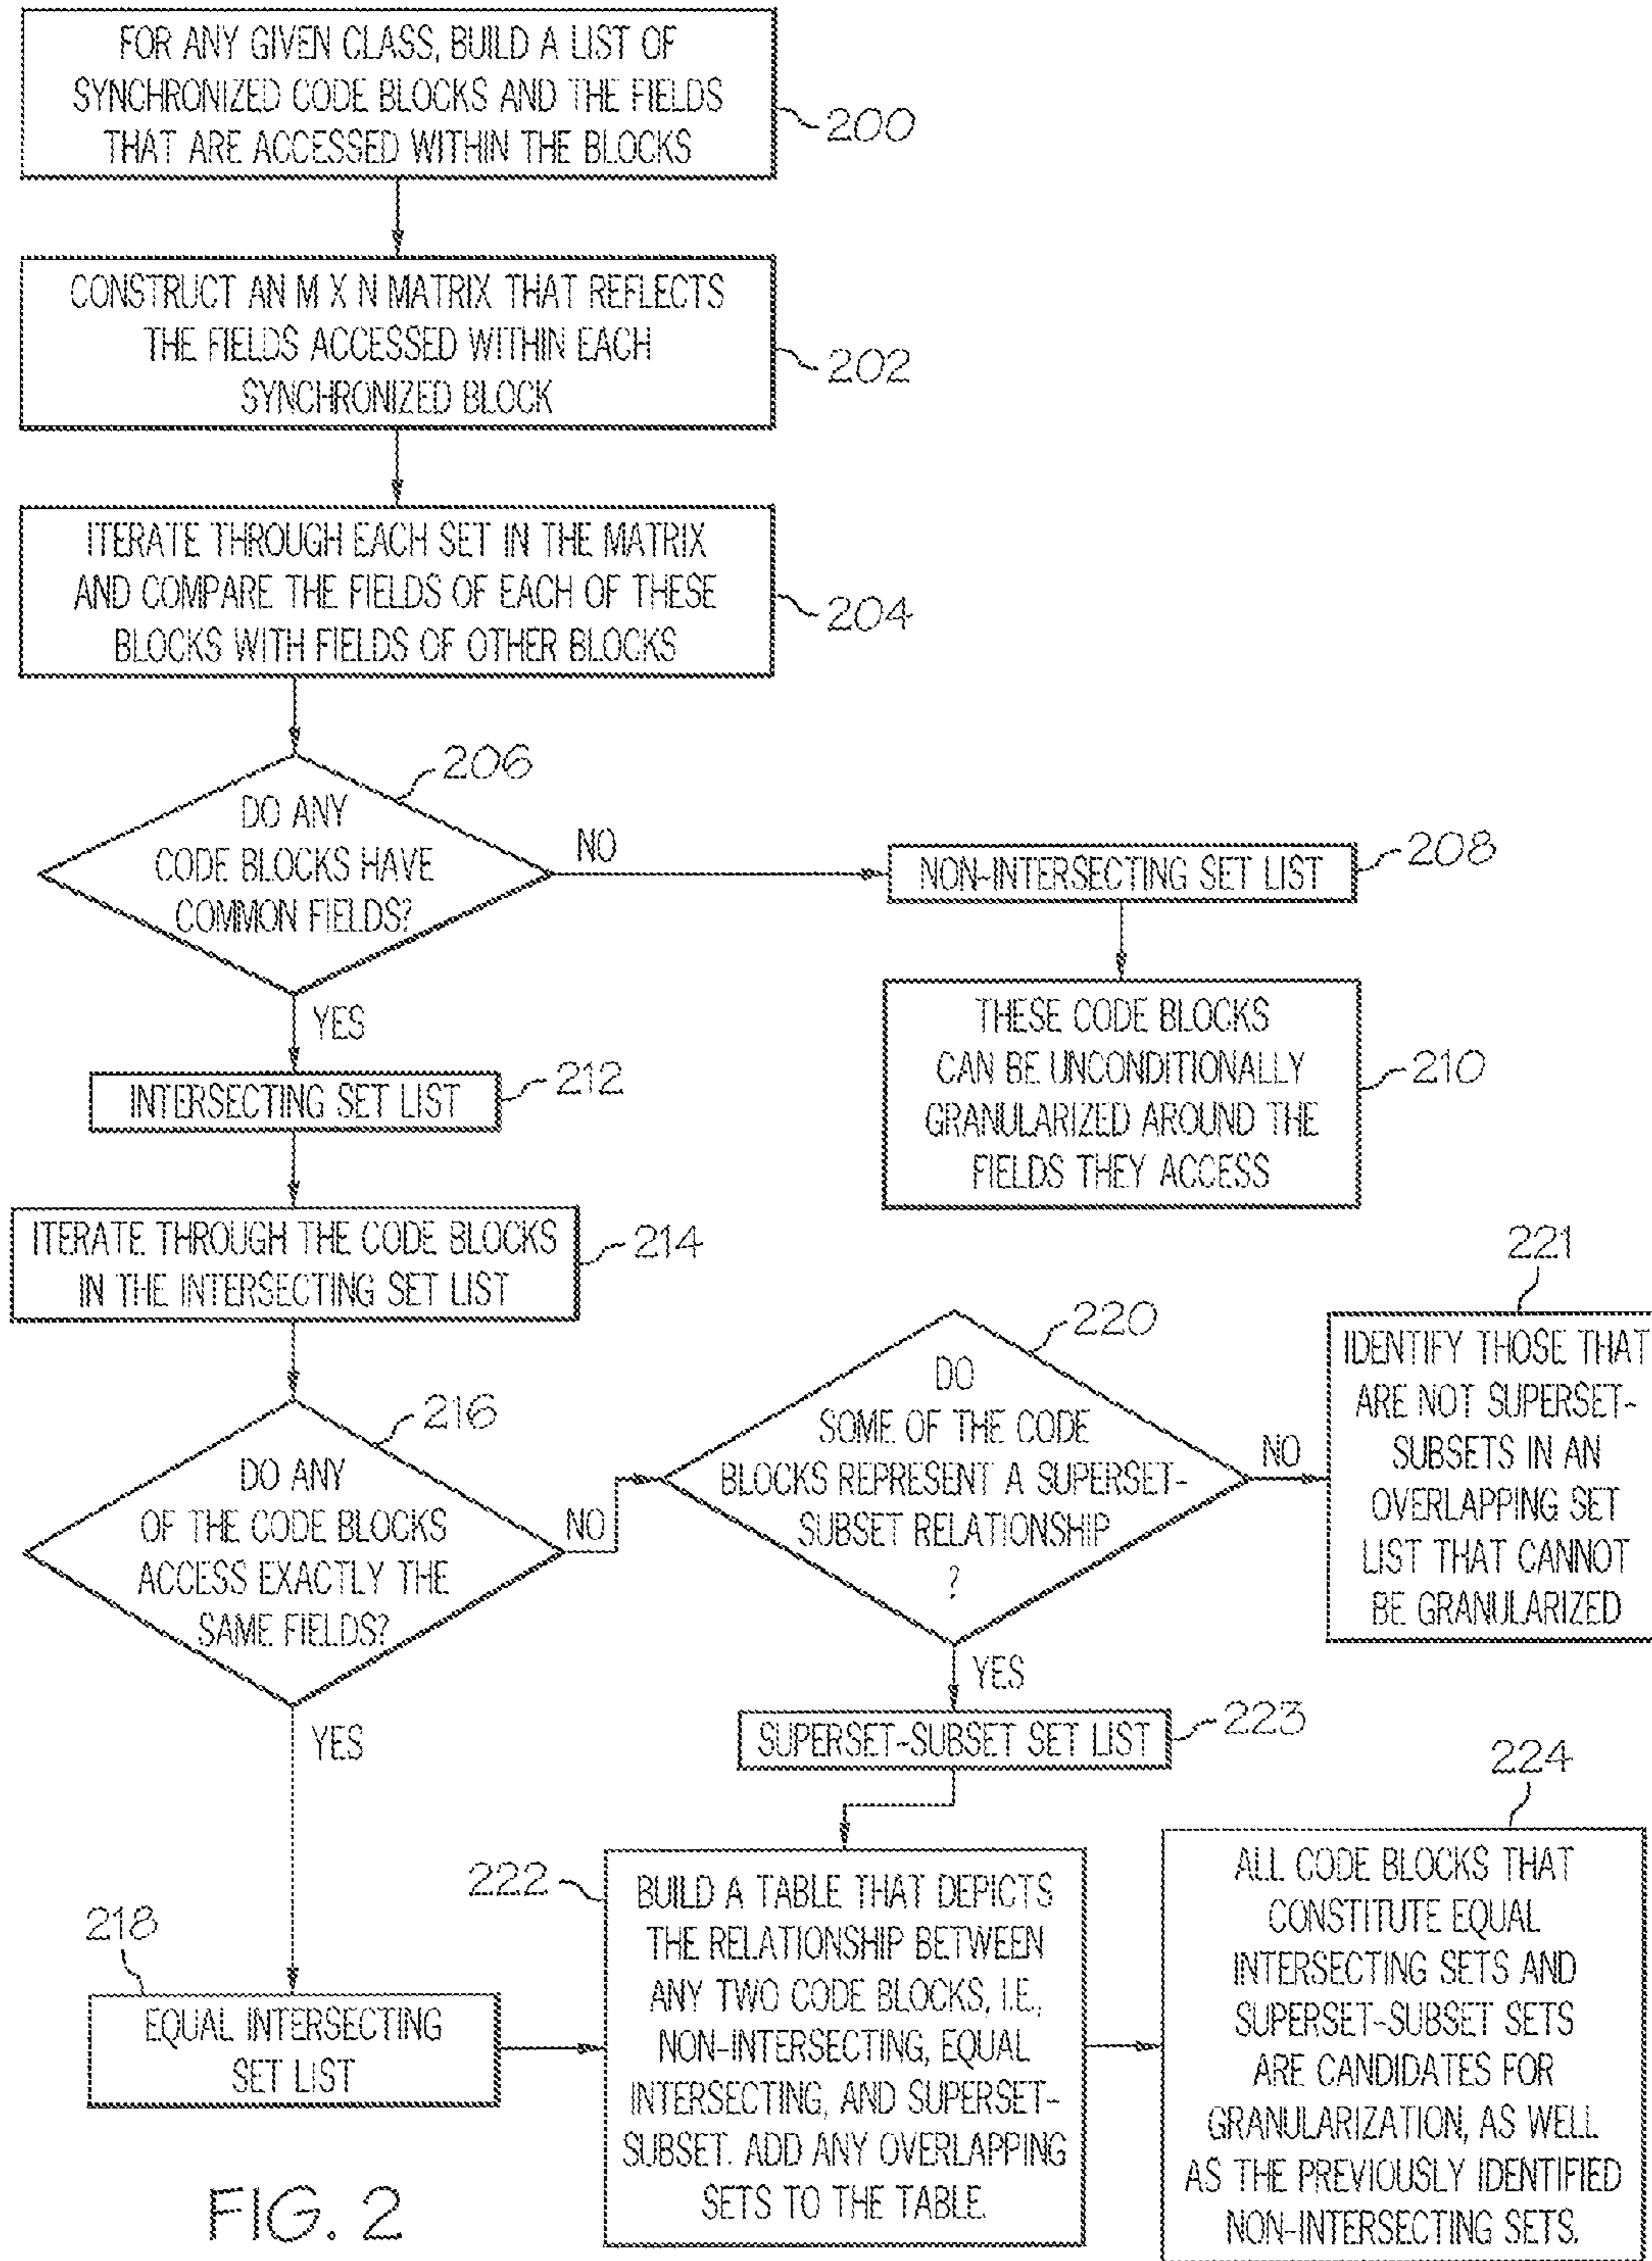 FOR ANY GIVEN CLASS, BUILD A LIST OF
SYNCHRONIZED CODE BLOCKS AND THE FIELDS
THAT ARE ACCESSED WITHIN THE BLOCKS
200
CONSTRUCT AN M X N MATRIX THAT REFLECTS
THE FIELDS ACCESSED WITHIN EACH
SYNCHRONIZED BLOCK
202
ITERATE THROUGH EACH SET IN THE MATRIX
AND COMPARE THE FIELDS OF EACH OF THESE
BLOCKS WITH FIELDS OF OTHER BLOCKS
204
206
DO ANY
CODE BLOCKS HAVE
COMMON FIELDS?
NO
NON-INTERSECTING SET LIST
208
THESE CODE BLOCKS
CAN BE UNCONDITIONALLY
GRANULARIZED AROUND THE
FIELDS THEY ACCESS
210
YES
INTERSECTING SET LIST
212
ITERATE THROUGH THE CODE BLOCKS
IN THE INTERSECTING SET LIST
214
216
DO ANY
OF THE CODE BLOCKS
ACCESS EXACTLY THE
SAME FIELDS?
NO
220
DO
SOME OF THE CODE
BLOCKS REPRESENT A SUPERSET-
SUBSET RELATIONSHIP
?
NO
221
IDENTIFY THOSE THAT
ARE NOT SUPERSET-
SUBSETS IN AN
OVERLAPPING SET
LIST THAT CANNOT
BE GRANULARIZED
YES
SUPERSET-SUBSET SET LIST
223
YES
218
EQUAL INTERSECTING
SET LIST
222
BUILD A TABLE THAT DEPICTS
THE RELATIONSHIP BETWEEN
ANY TWO CODE BLOCKS, I.E.,
NON-INTERSECTING, EQUAL
INTERSECTING, AND SUPERSET-
SUBSET. ADD ANY OVERLAPPING
SETS TO THE TABLE.
224
ALL CODE BLOCKS THAT
CONSTITUTE EQUAL
INTERSECTING SETS AND
SUPERSET-SUBSET SETS
ARE CANDIDATES FOR
GRANULARIZATION, AS WELL
AS THE PREVIOUSLY IDENTIFIED
NON-INTERSECTING SETS.
FIG. 2